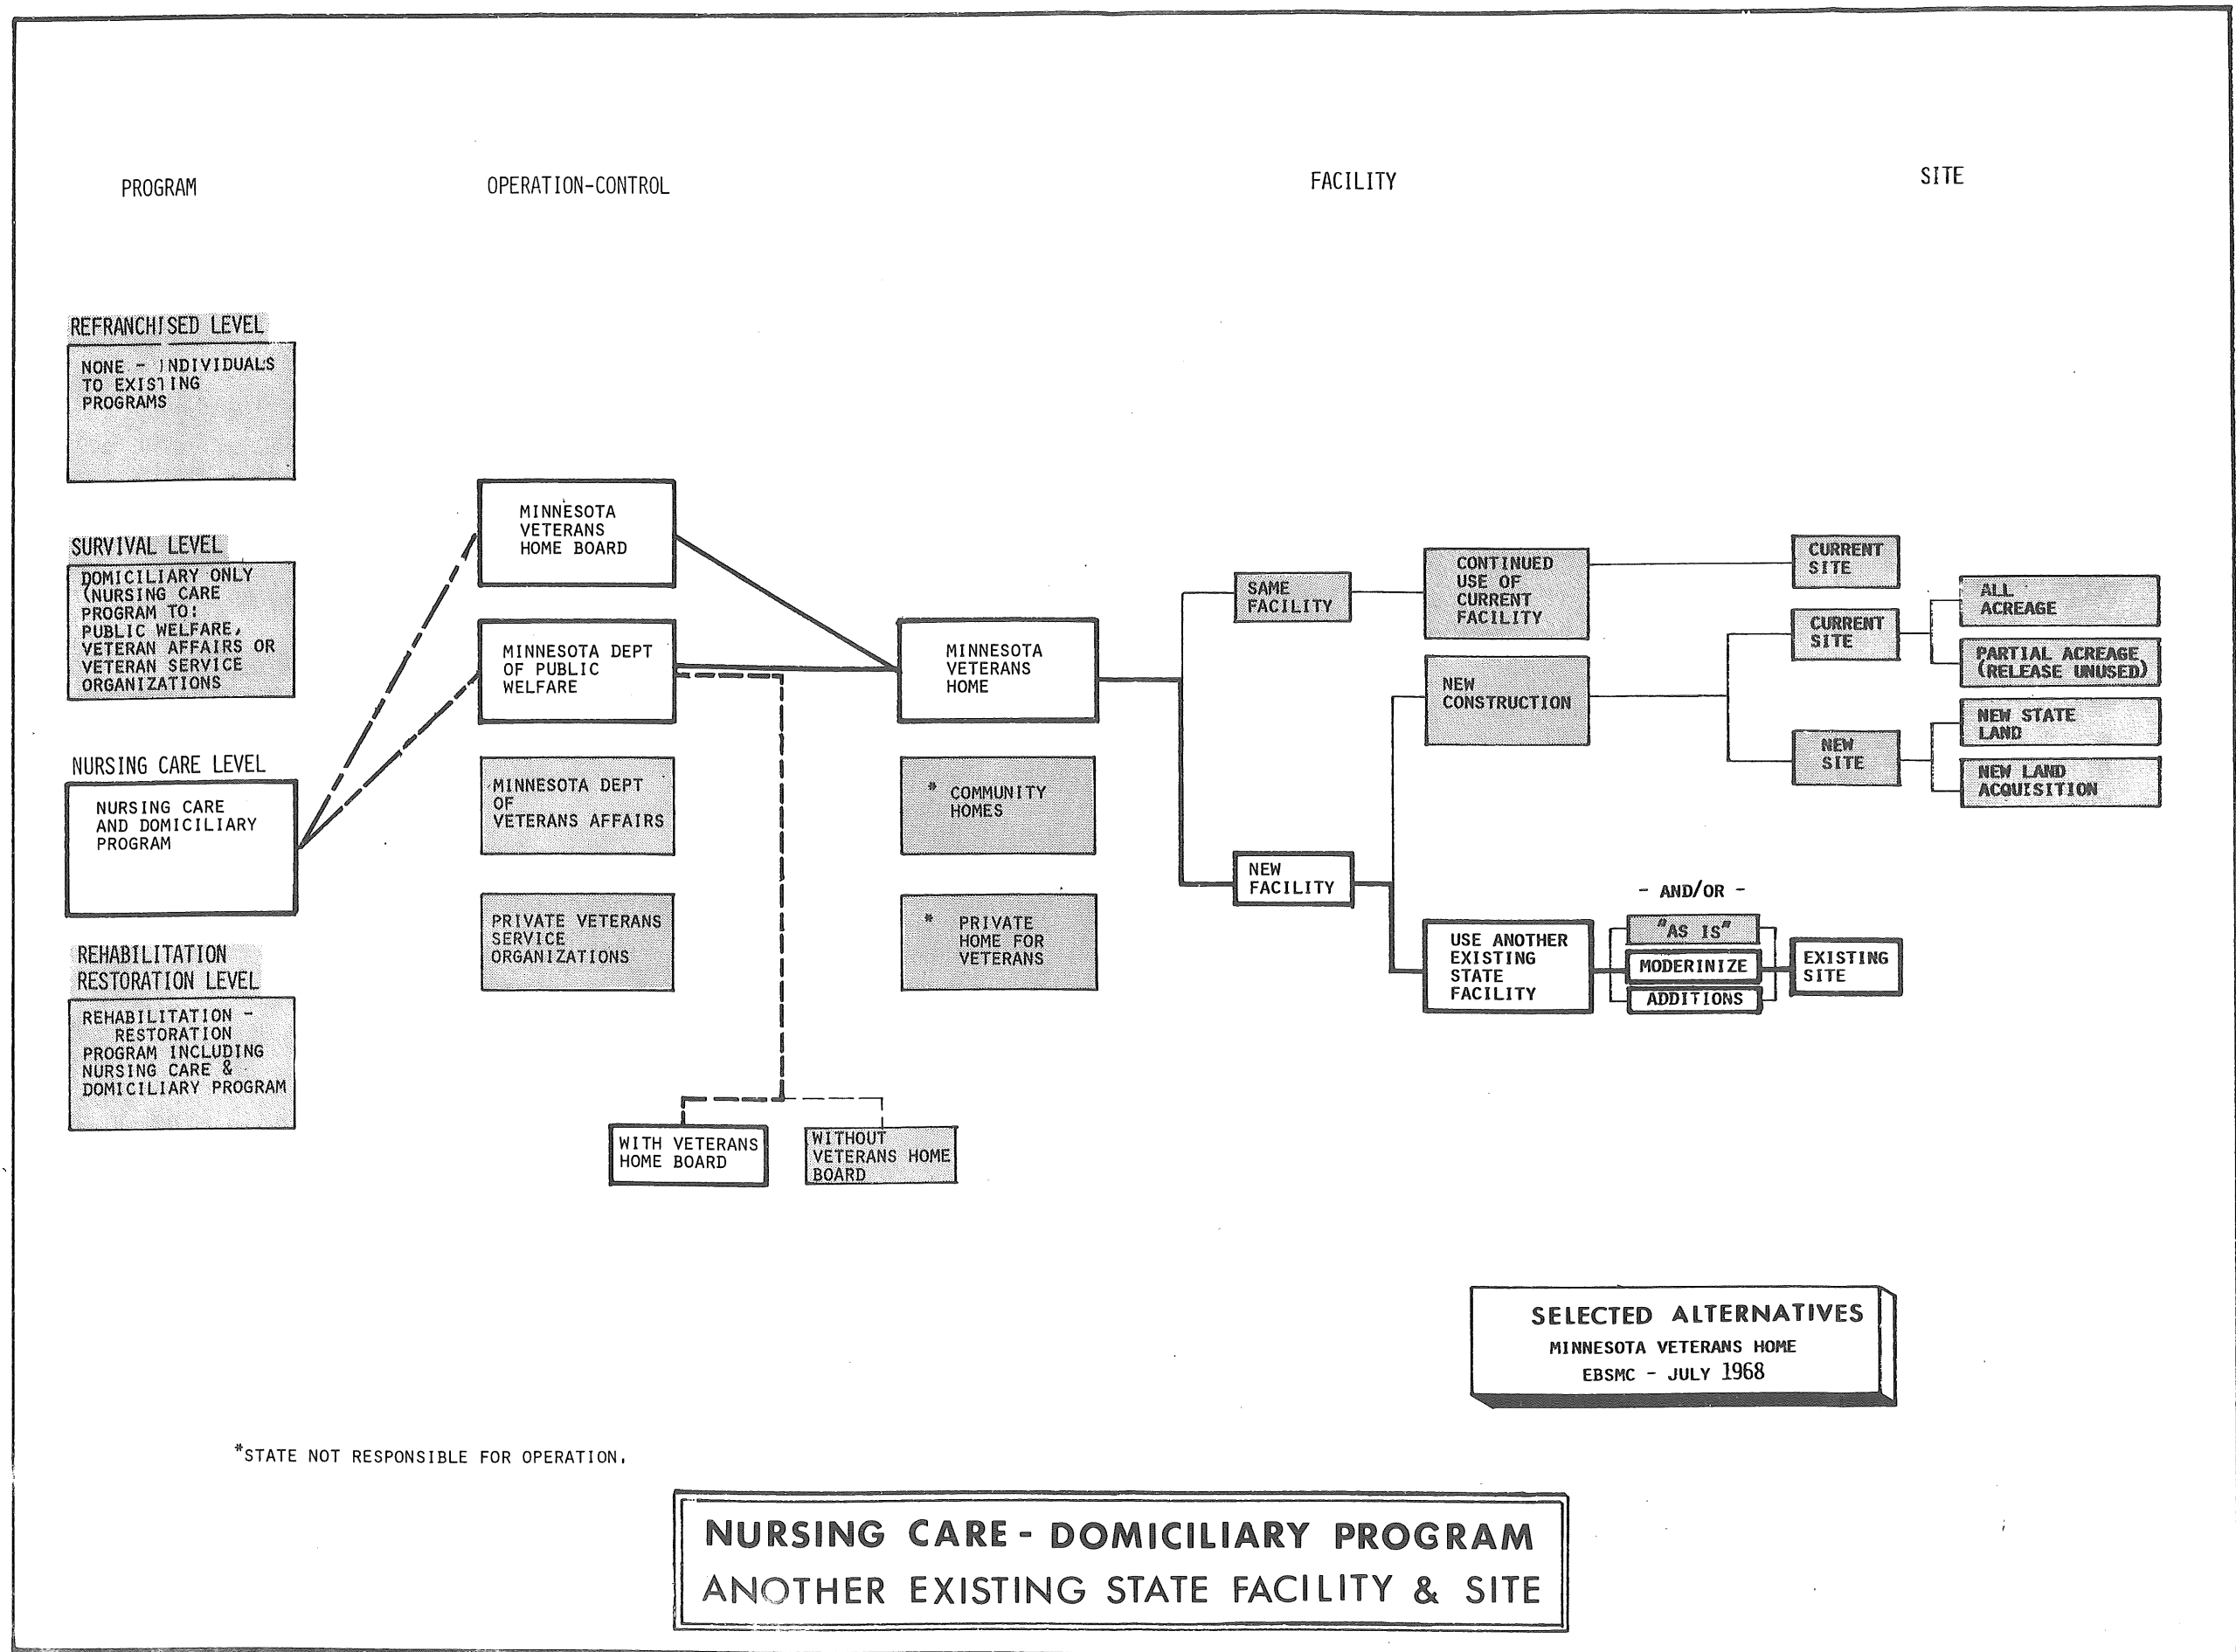 PROGRAM
OPERATION-CONTROL
FACILITY
SITE
REFRANCHISED LEVEL
NONE - INDIVIDUALS
TO EXISTING
PROGRAMS
SURVIVAL LEVEL
DOMICILIARY ONLY
(NURSING CARE
PROGRAM TO:
PUBLIC WELFARE,
VETERAN AFFAIRS OR
VETERAN SERVICE
ORGANIZATIONS
NURSING CARE LEVEL
NURSING CARE
AND DOMICILIARY
PROGRAM
REHABILITATION
RESTORATION LEVEL
REHABILITATION -
RESTORATION
PROGRAM INCLUDING
NURSING CARE &
DOMICILIARY PROGRAM
MINNESOTA
VETERANS
HOME BOARD
MINNESOTA DEPT
OF PUBLIC
WELFARE
MINNESOTA DEPT
OF
VETERANS AFFAIRS
PRIVATE VETERANS
SERVICE
ORGANIZATIONS
WITH VETERANS
HOME BOARD
WITHOUT
VETERANS HOME
BOARD
MINNESOTA
VETERANS
HOME
* COMMUNITY
HOMES
* PRIVATE
HOME FOR
VETERANS
SAME
FACILITY
NEW
FACILITY
CONTINUED
USE OF
CURRENT
FACILITY
NEW
CONSTRUCTION
USE ANOTHER
EXISTING
STATE
FACILITY
- AND/OR -
"AS IS"
MODERINIZE
ADDITIONS
CURRENT
SITE
CURRENT
SITE
NEW
SITE
EXISTING
SITE
ALL
ACREAGE
PARTIAL ACREAGE
(RELEASE UNUSED)
NEW STATE
LAND
NEW LAND
ACQUISITION
SELECTED ALTERNATIVES
MINNESOTA VETERANS HOME
EBSMC - JULY 1968
*STATE NOT RESPONSIBLE FOR OPERATION.
NURSING CARE - DOMICILIARY PROGRAM
ANOTHER EXISTING STATE FACILITY & SITE